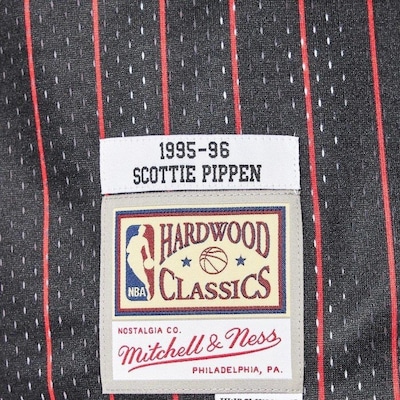 1995-96
SCOTTIE PIPPEN
HARDWOOD
NBA
CLASSICS
NOSTALGIA CO.
Mitchell & Ness
PHILADELPHIA, PA.